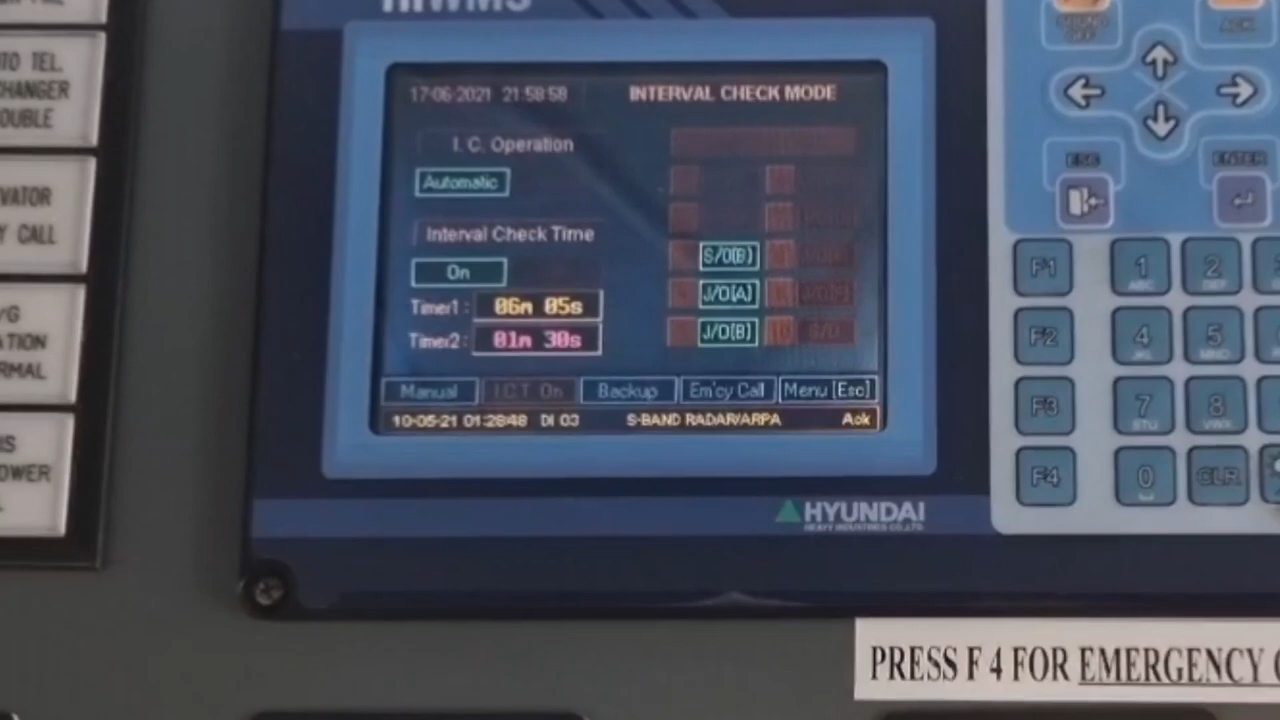 HiWMS
TO TEL.
CHANGER
OUBLE
VATOR
Y CALL
/G
ATION
RMAL
IS
OWER
17-06-2021 21:58:58
INTERVAL CHECK MODE
I. C. Operation
Automatic
Interval Check Time
On
Timer1 : 06m 05s
Timer2 : 01m 30s
S/O(B)
J/O(A)
J/O(B)
Manual
I.C.T. On
Backup
Em'cy Call
Menu [Esc]
10-05-21 01:28:48 DI 03 S-BAND RADAR/ARPA Ack
HYUNDAI
HEAVY INDUSTRIES CO.,LTD.
ACK
ESC
ENTER
F1 1 2
ABC DEF
F2 4 5
JKL MNO
F3 7 8
STU VWX
F4 0 CLR
PRESS F 4 FOR EMERGENCY